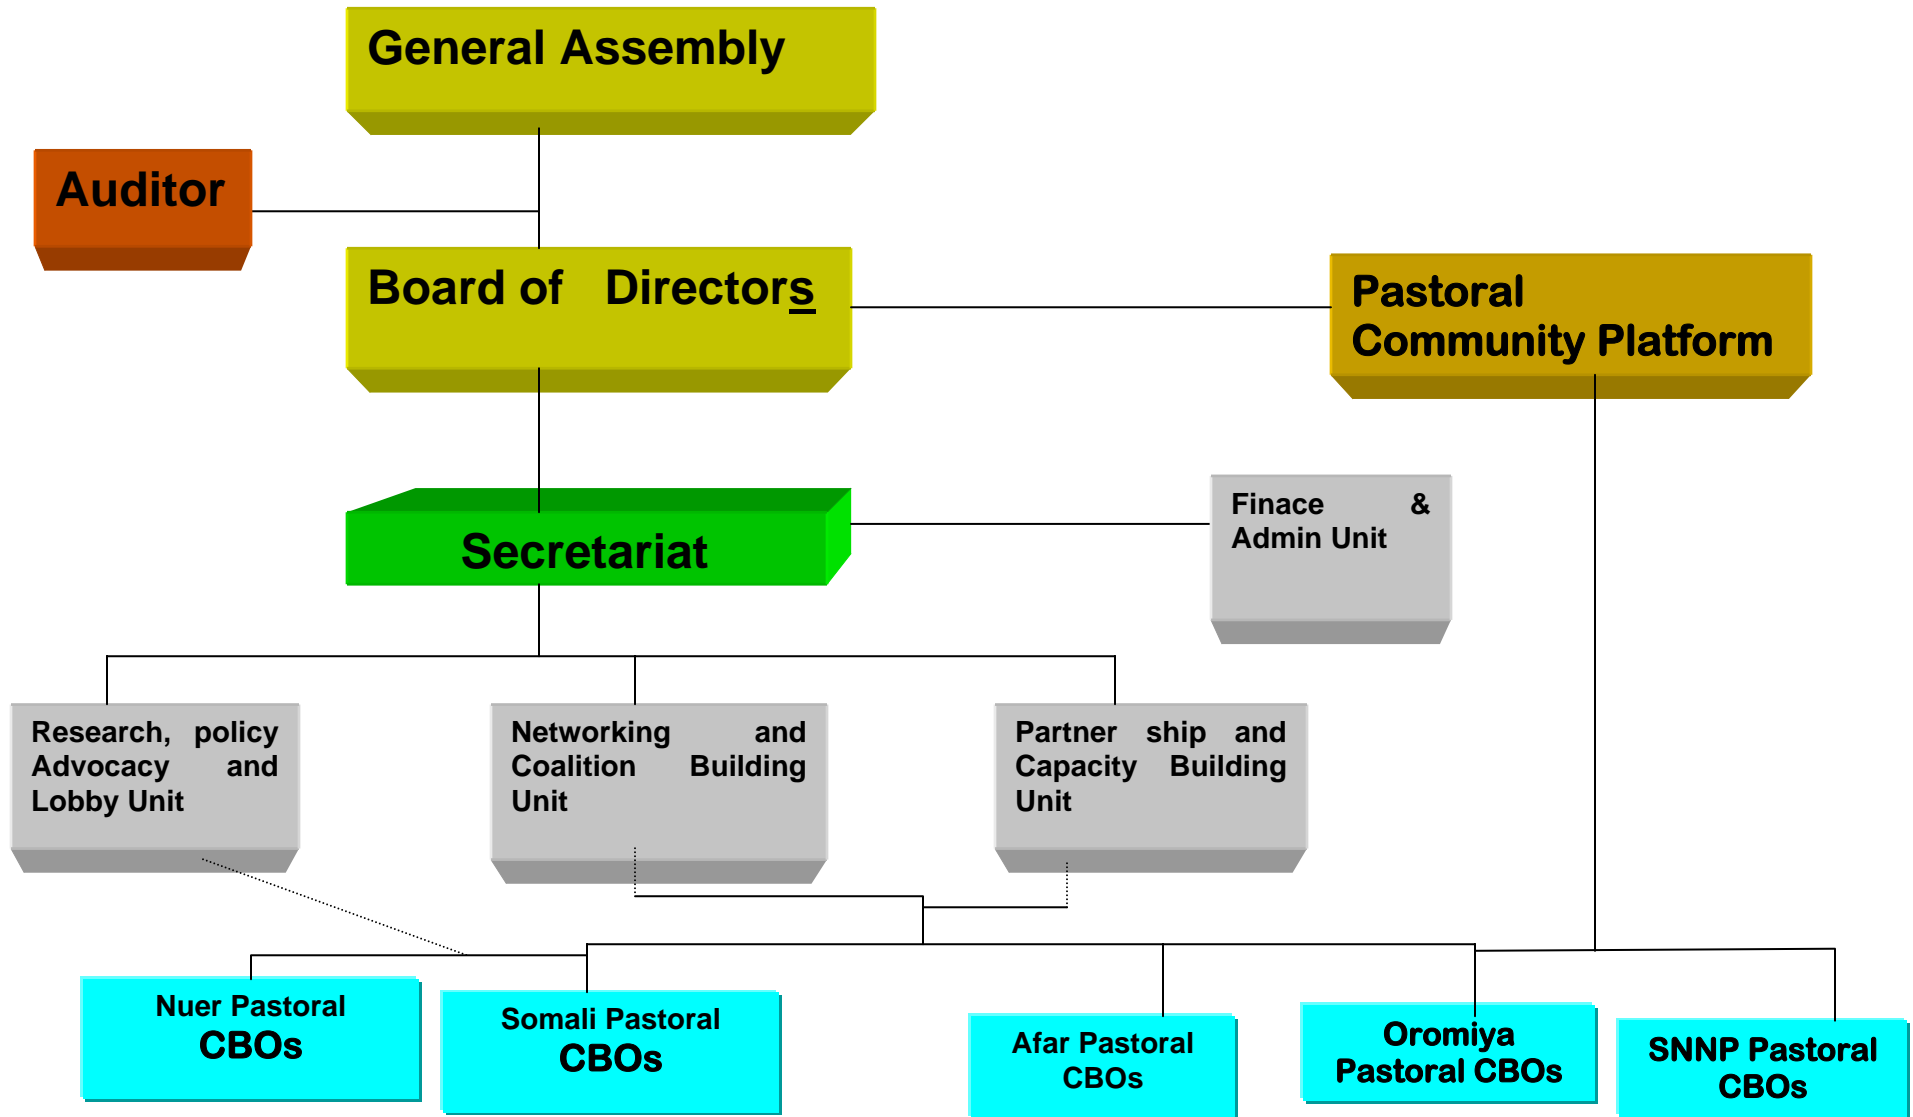 General Assembly
Auditor
Board of Directors
Pastoral
Community Platform
Finace &
Admin Unit
Secretariat
Research, policy
Advocacy and
Lobby Unit
Networking and
Coalition Building
Unit
Partner ship and
Capacity Building
Unit
Nuer Pastoral
CBOs
Somali Pastoral
CBOs
Afar Pastoral
CBOs
Oromiya
Pastoral CBOs
SNNP Pastoral
CBOs